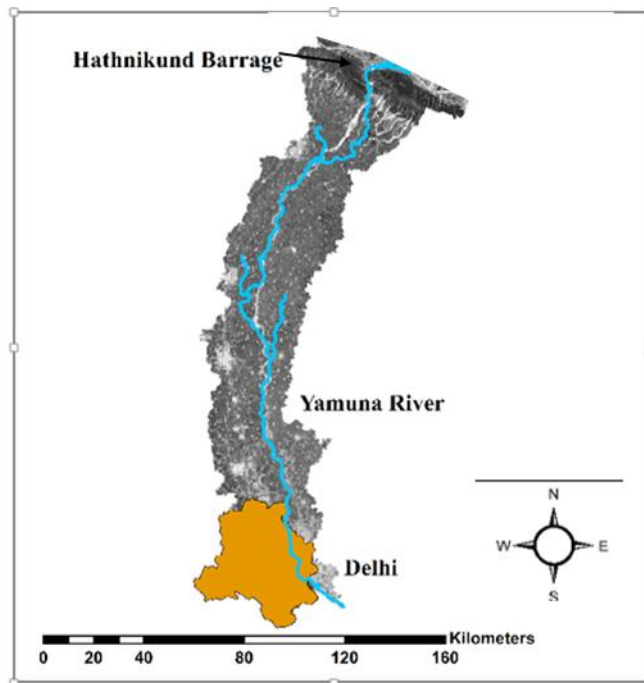 Hathnikund Barrage
Yamuna River
N
W E
S
Delhi
Kilometers
0 20 40 80 120 160